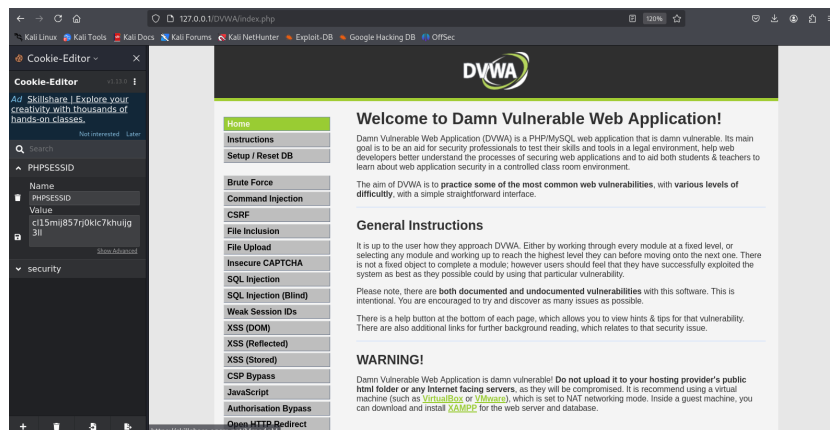 127.0.0.1/DVWA/index.php
120%
Kali Linux Kali Tools Kali Docs Kali Forums Kali NetHunter Exploit-DB Google Hacking DB OffSec
Cookie-Editor
Cookie-Editor v1.13.0
Ad Skillshare | Explore your
creativity with thousands of
hands-on classes.
Not interested Later
Search
PHPSESSID
Name
PHPSESSID
Value
cl15mij857rj0klc7khuijg
3ll
Show Advanced
security
DVWA
Home
Instructions
Setup / Reset DB
Brute Force
Command Injection
CSRF
File Inclusion
File Upload
Insecure CAPTCHA
SQL Injection
SQL Injection (Blind)
Weak Session IDs
XSS (DOM)
XSS (Reflected)
XSS (Stored)
CSP Bypass
JavaScript
Authorisation Bypass
Open HTTP Redirect
Welcome to Damn Vulnerable Web Application!
Damn Vulnerable Web Application (DVWA) is a PHP/MySQL web application that is damn vulnerable. Its main
goal is to be an aid for security professionals to test their skills and tools in a legal environment, help web
developers better understand the processes of securing web applications and to aid both students & teachers to
learn about web application security in a controlled class room environment.
The aim of DVWA is to practice some of the most common web vulnerabilities, with various levels of
difficultly, with a simple straightforward interface.
General Instructions
It is up to the user how they approach DVWA. Either by working through every module at a fixed level, or
selecting any module and working up to reach the highest level they can before moving onto the next one. There
is not a fixed object to complete a module; however users should feel that they have successfully exploited the
system as best as they possible could by using that particular vulnerability.
Please note, there are both documented and undocumented vulnerabilities with this software. This is
intentional. You are encouraged to try and discover as many issues as possible.
There is a help button at the bottom of each page, which allows you to view hints & tips for that vulnerability.
There are also additional links for further background reading, which relates to that security issue.
WARNING!
Damn Vulnerable Web Application is damn vulnerable! Do not upload it to your hosting provider's public
html folder or any Internet facing servers, as they will be compromised. It is recommend using a virtual
machine (such as VirtualBox or VMware), which is set to NAT networking mode. Inside a guest machine, you
can download and install XAMPP for the web server and database.